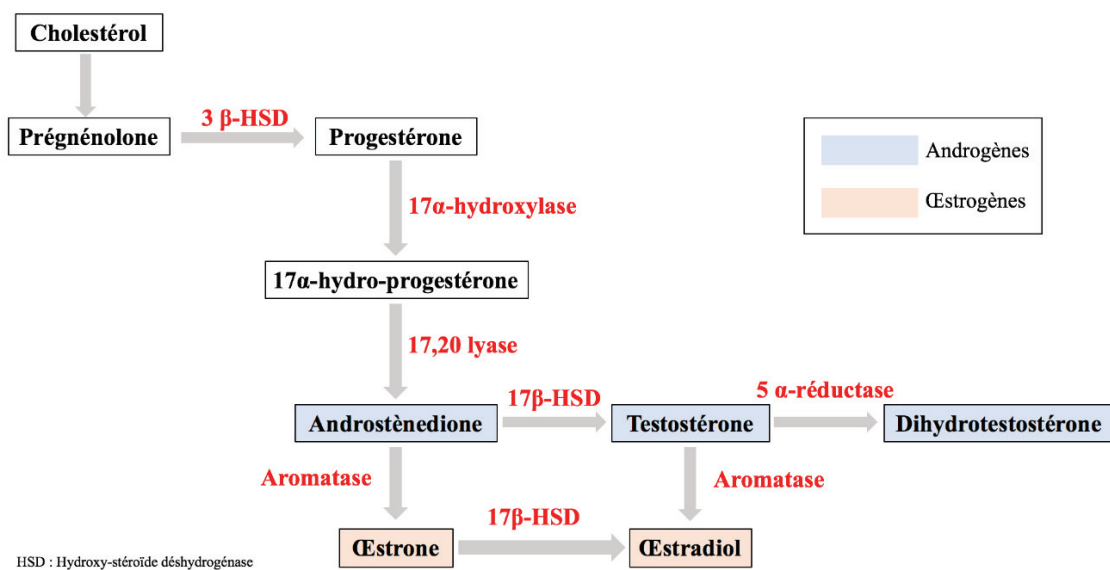 Cholestérol
3 β-HSD
Prégnénolone
Progestérone
Androgènes
Œstrogènes
17α-hydroxylase
17α-hydro-progestérone
17,20 lyase
17β-HSD
5 α-réductase
Androstènedione
Testostérone
Dihydrotestostérone
Aromatase
Aromatase
17β-HSD
Œstrone
Œstradiol
HSD : Hydroxy-stéroïde déshydrogénase